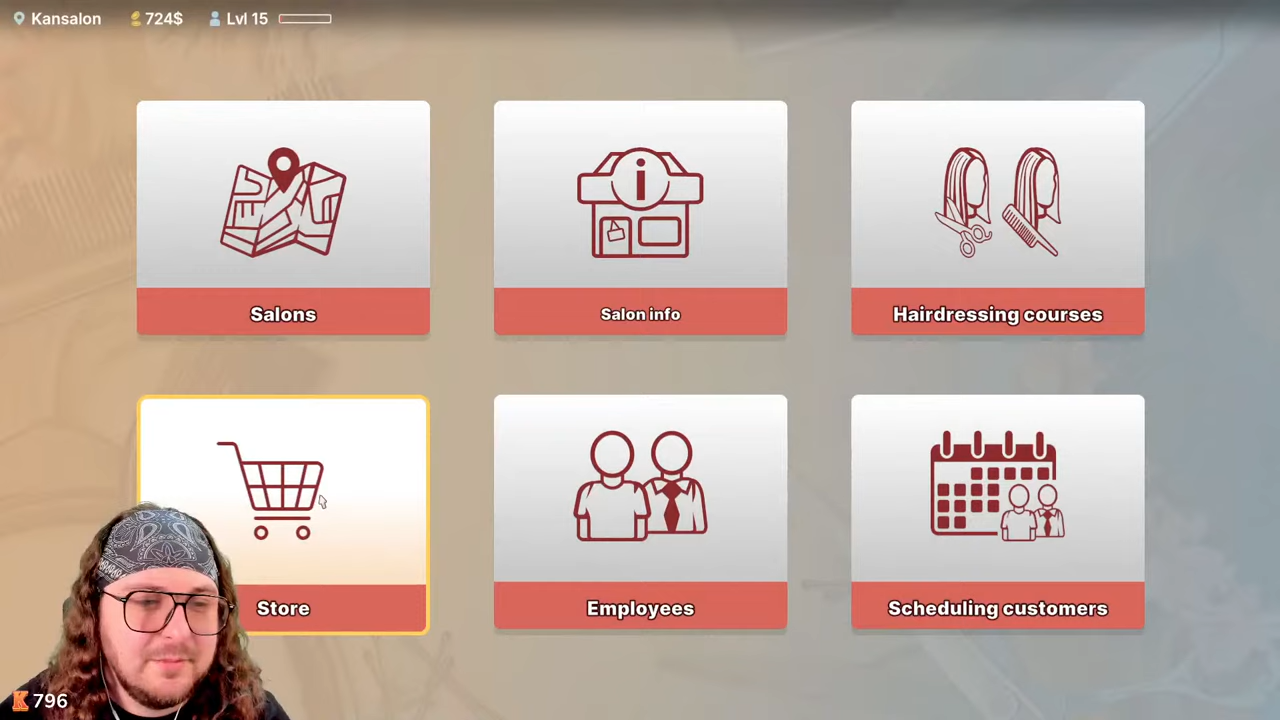 Kansalon 724$ Lvl 15
Salons
Salon info
Hairdressing courses
Store
Employees
Scheduling customers
K 796